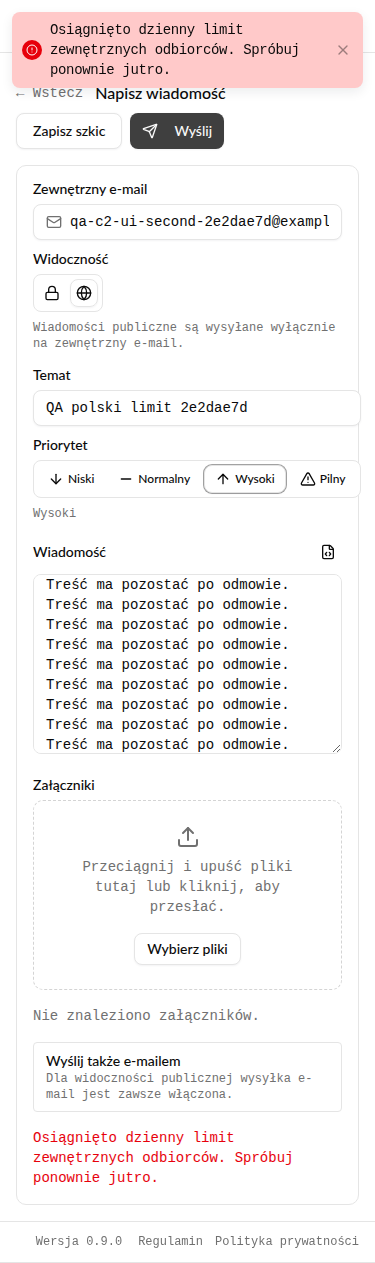 Osiągnięto dzienny limit
zewnętrznych odbiorców. Spróbuj
ponownie jutro.
← Wstecz Napisz wiadomość
Zapisz szkic Wyślij
Zewnętrzny e-mail
qa-c2-ui-second-2e2dae7d@exampl
Widoczność
Wiadomości publiczne są wysyłane wyłącznie
na zewnętrzny e-mail.
Temat
QA polski limit 2e2dae7d
Priorytet
Niski Normalny Wysoki Pilny
Wysoki
Wiadomość
Treść ma pozostać po odmowie.
Treść ma pozostać po odmowie.
Treść ma pozostać po odmowie.
Treść ma pozostać po odmowie.
Treść ma pozostać po odmowie.
Treść ma pozostać po odmowie.
Treść ma pozostać po odmowie.
Treść ma pozostać po odmowie.
Treść ma pozostać po odmowie.
Załączniki
Przeciągnij i upuść pliki
tutaj lub kliknij, aby
przesłać.
Wybierz pliki
Nie znaleziono załączników.
Wyślij także e-mailem
Dla widoczności publicznej wysyłka e-
mail jest zawsze włączona.
Osiągnięto dzienny limit
zewnętrznych odbiorców. Spróbuj
ponownie jutro.
Wersja 0.9.0 Regulamin Polityka prywatności